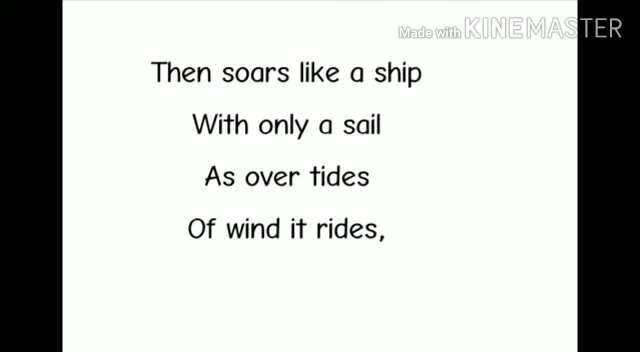 Made with KINEMASTER
Then soars like a ship
With only a sail
As over tides
Of wind it rides,